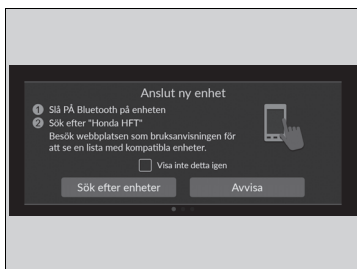 Anslut ny enhet
1 Slå PÅ Bluetooth på enheten
2 Sök efter "Honda HFT"
Besök webbplatsen som bruksanvisningen för
att se en lista med kompatibla enheter.
Visa inte detta igen
Sök efter enheter
Avvisa